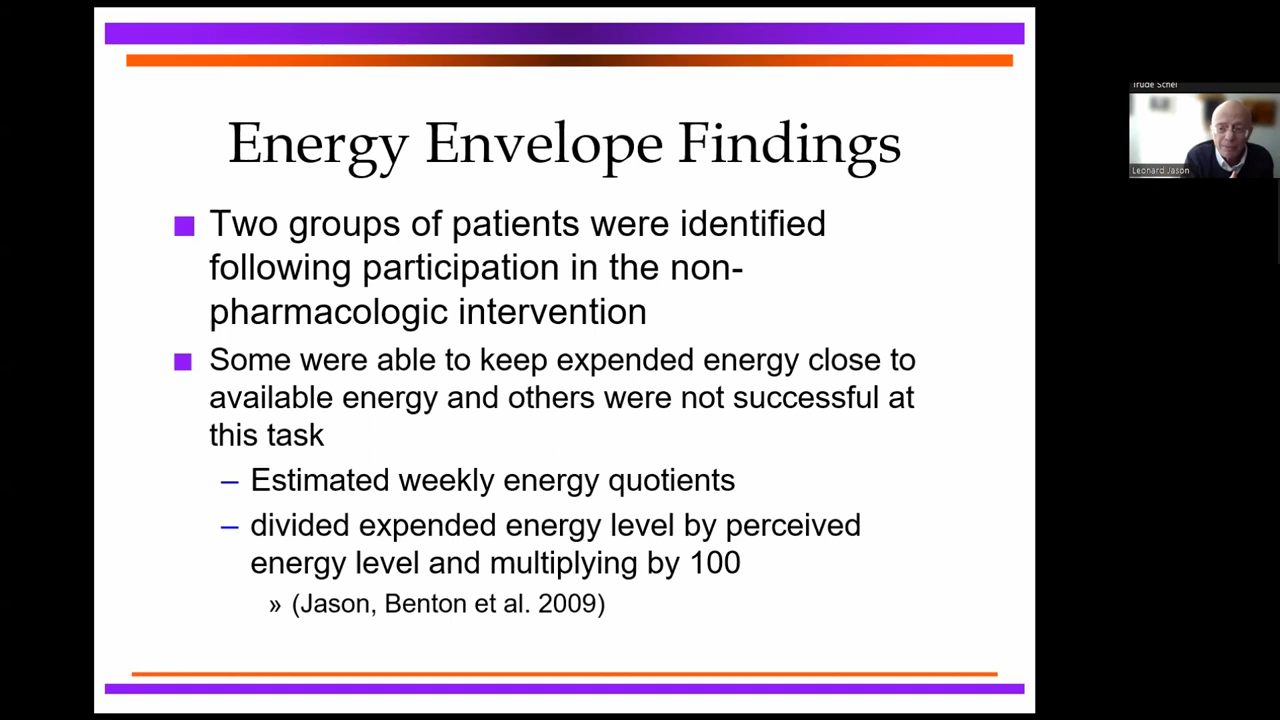 Energy Envelope Findings
Two groups of patients were identified
following participation in the non-
pharmacologic intervention
Some were able to keep expended energy close to
available energy and others were not successful at
this task
– Estimated weekly energy quotients
– divided expended energy level by perceived
energy level and multiplying by 100
» (Jason, Benton et al. 2009)
Trude Schei
Leonard Jason